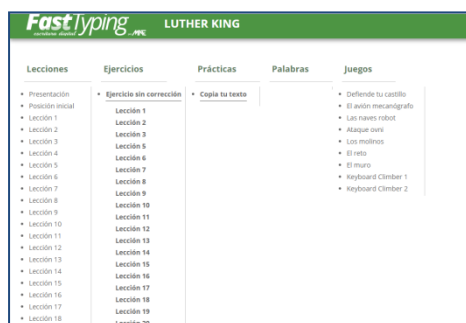 FastTyping
LUTHER KING
Lecciones
• Presentación
• Posición inicial
• Lección 1
• Lección 2
• Lección 3
• Lección 4
• Lección 5
• Lección 6
• Lección 7
• Lección 8
• Lección 9
• Lección 10
• Lección 11
• Lección 12
• Lección 13
• Lección 14
• Lección 15
• Lección 16
• Lección 17
• Lección 18
Ejercicios
• Ejercicio sin corrección
Lección 1
Lección 2
Lección 3
Lección 5
Lección 6
Lección 7
Lección 8
Lección 9
Lección 10
Lección 11
Lección 12
Lección 13
Lección 14
Lección 15
Lección 16
Lección 17
Lección 18
Lección 19
Lección 20
Prácticas
• Copia tu texto
Palabras
Juegos
• Defiende tu castillo
• El avión mecanógrafo
• Las naves robot
• Ataque ovni
• Los molinos
• El reto
• El muro
• Keyboard Climber 1
• Keyboard Climber 2